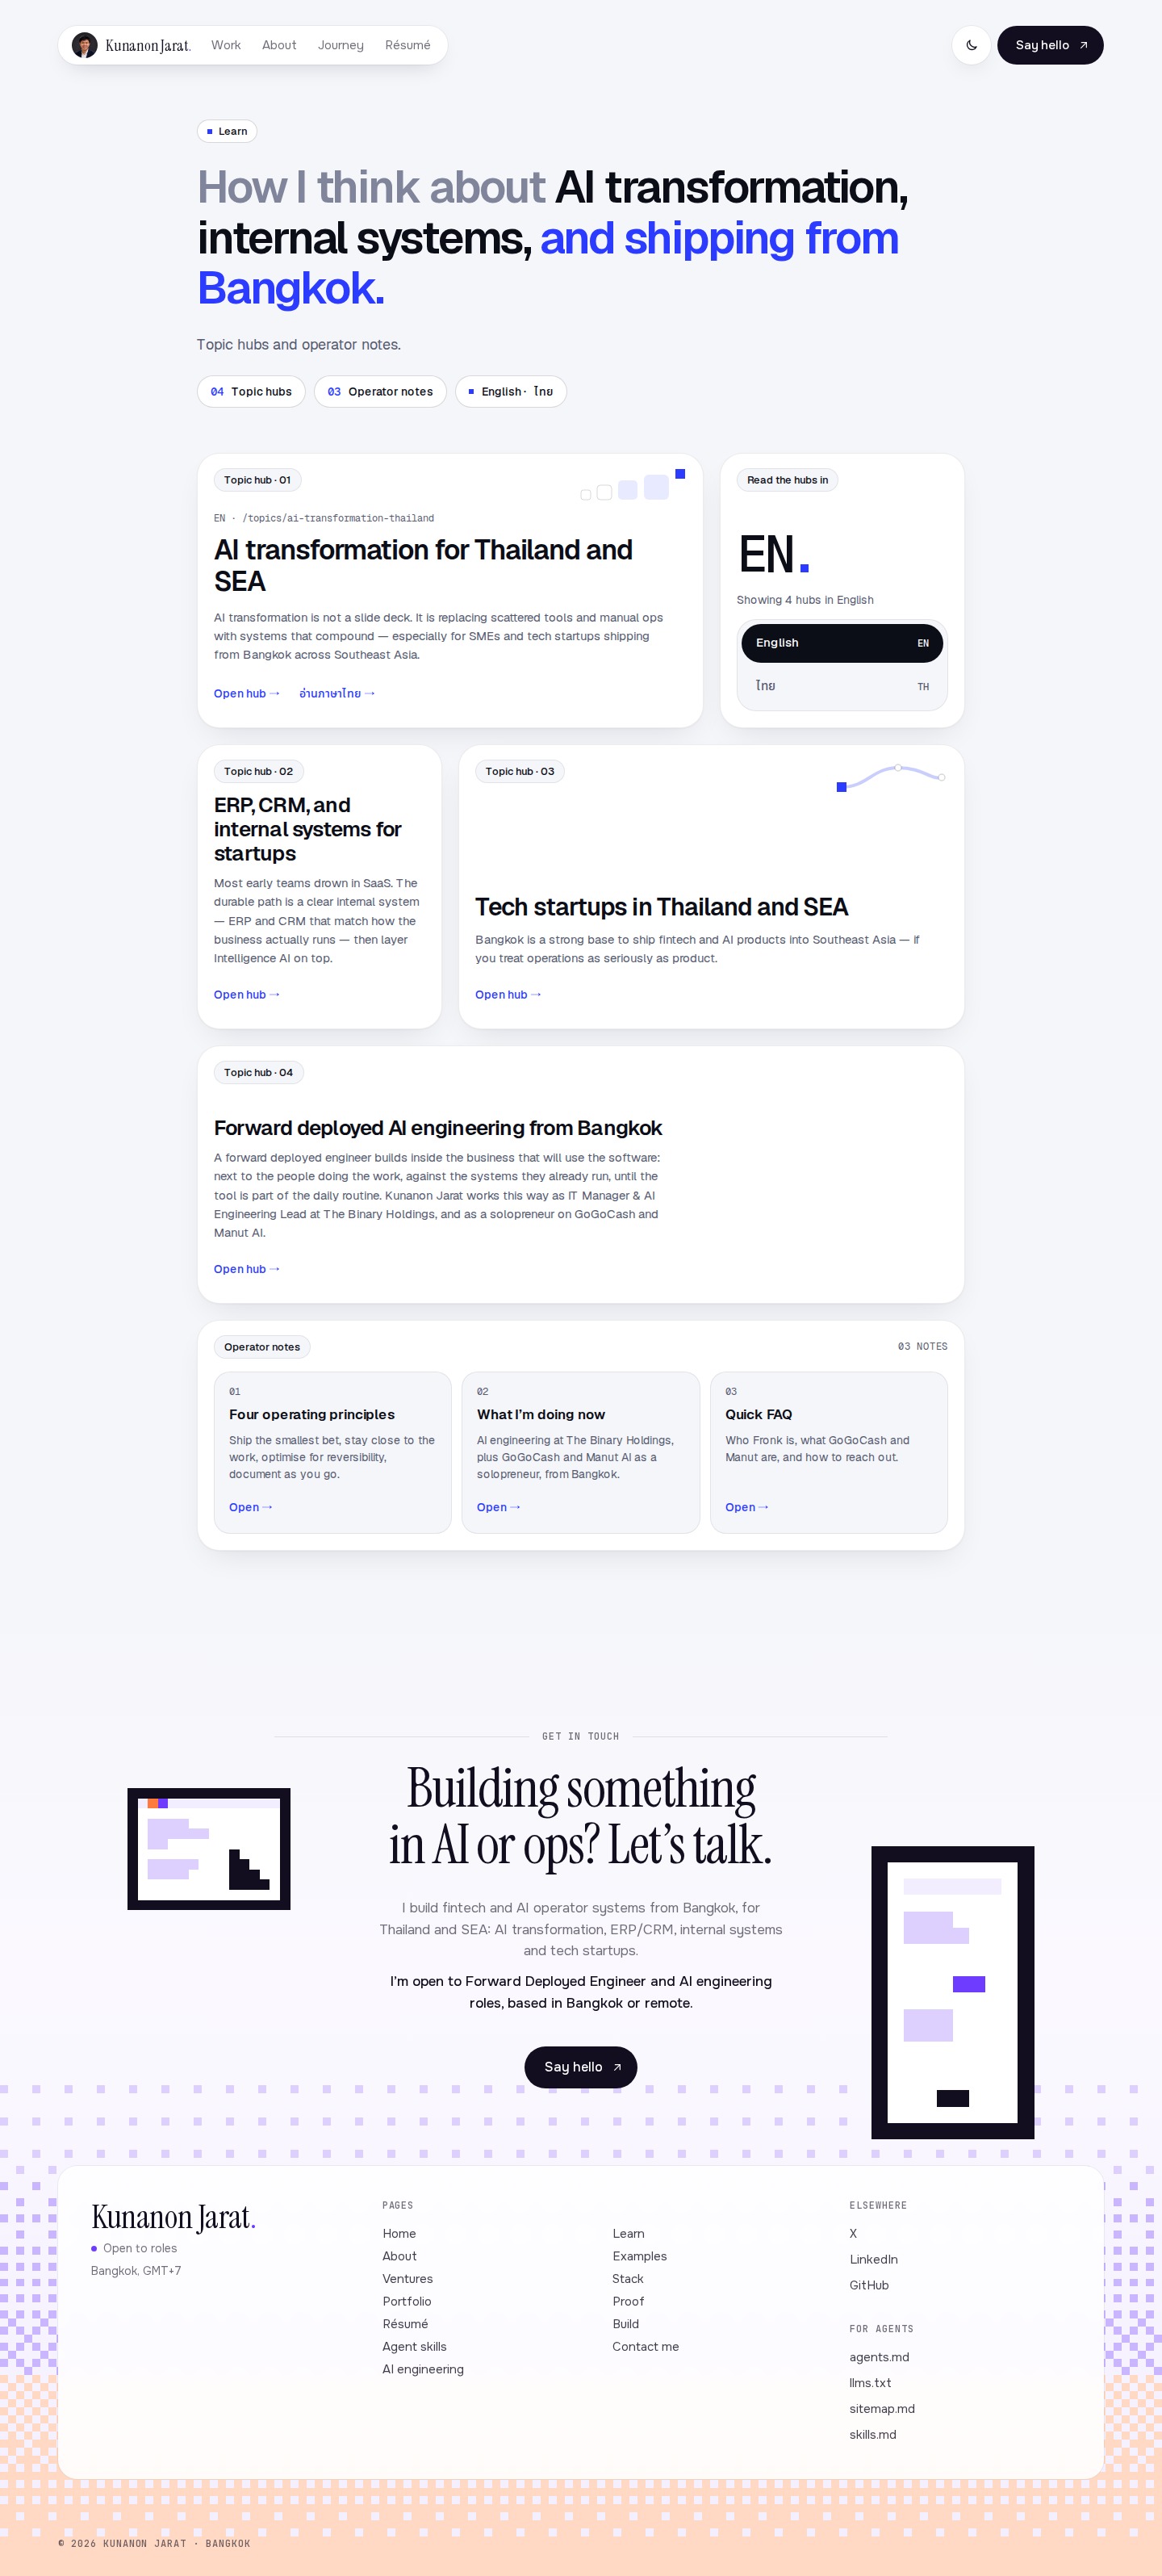 Kunanon Jarat.
Work
About
Journey
Résumé
Say hello ↗
Learn
How I think about AI transformation,
internal systems, and shipping from
Bangkok.
Topic hubs and operator notes.
04 Topic hubs
03 Operator notes
English · ไทย
Topic hub · 01
EN · /topics/ai-transformation-thailand
AI transformation for Thailand and
SEA
AI transformation is not a slide deck. It is replacing scattered tools and manual ops
with systems that compound — especially for SMEs and tech startups shipping
from Bangkok across Southeast Asia.
Open hub →
อ่านภาษาไทย →
Read the hubs in
EN.
Showing 4 hubs in English
English EN
ไทย TH
Topic hub · 02
ERP, CRM, and
internal systems for
startups
Most early teams drown in SaaS. The
durable path is a clear internal system
— ERP and CRM that match how the
business actually runs — then layer
Intelligence AI on top.
Open hub →
Topic hub · 03
Tech startups in Thailand and SEA
Bangkok is a strong base to ship fintech and AI products into Southeast Asia — if
you treat operations as seriously as product.
Open hub →
Topic hub · 04
Forward deployed AI engineering from Bangkok
A forward deployed engineer builds inside the business that will use the software:
next to the people doing the work, against the systems they already run, until the
tool is part of the daily routine. Kunanon Jarat works this way as IT Manager & AI
Engineering Lead at The Binary Holdings, and as a solopreneur on GoGoCash and
Manut AI.
Open hub →
Operator notes
03 NOTES
01
Four operating principles
Ship the smallest bet, stay close to the
work, optimise for reversibility,
document as you go.
Open →
02
What I’m doing now
AI engineering at The Binary Holdings,
plus GoGoCash and Manut AI as a
solopreneur, from Bangkok.
Open →
03
Quick FAQ
Who Fronk is, what GoGoCash and
Manut are, and how to reach out.
Open →
GET IN TOUCH
Building something
in AI or ops? Let’s talk.
I build fintech and AI operator systems from Bangkok, for
Thailand and SEA: AI transformation, ERP/CRM, internal systems
and tech startups.
I’m open to Forward Deployed Engineer and AI engineering
roles, based in Bangkok or remote.
Say hello ↗
Kunanon Jarat.
Open to roles
Bangkok, GMT+7
PAGES
Home
About
Ventures
Portfolio
Résumé
Agent skills
AI engineering
Learn
Examples
Stack
Proof
Build
Contact me
ELSEWHERE
X
LinkedIn
GitHub
FOR AGENTS
agents.md
llms.txt
sitemap.md
skills.md
© 2026 KUNANON JARAT · BANGKOK